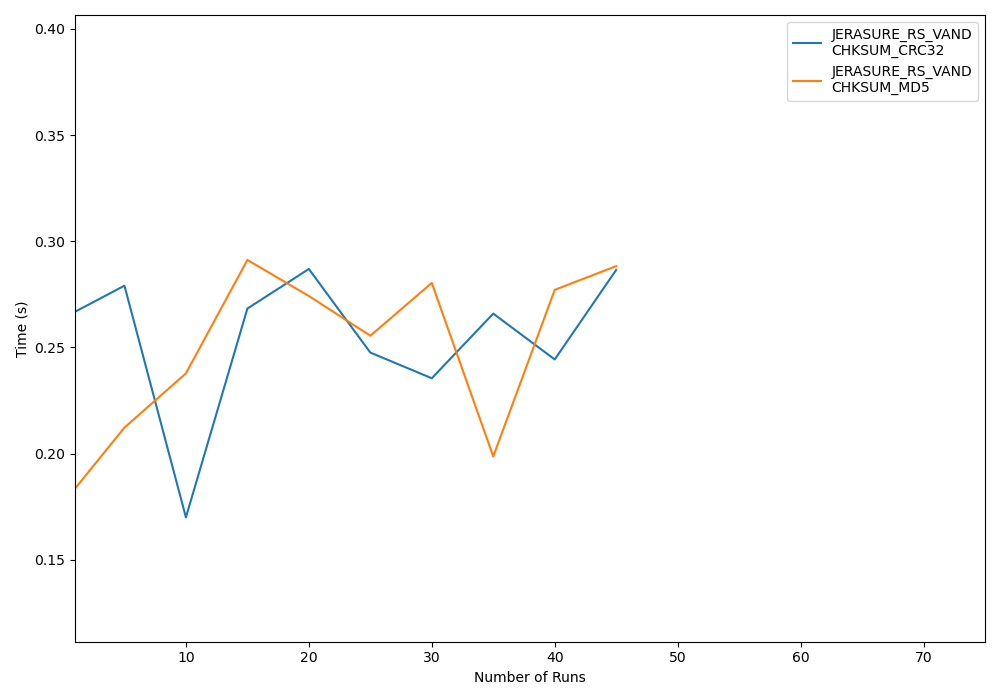 JERASURE_RS_VAND
CHKSUM_CRC32
JERASURE_RS_VAND
CHKSUM_MD5
0.40
0.35
0.30
0.25
0.20
0.15
Time (s)
10 20 30 40 50 60 70
Number of Runs